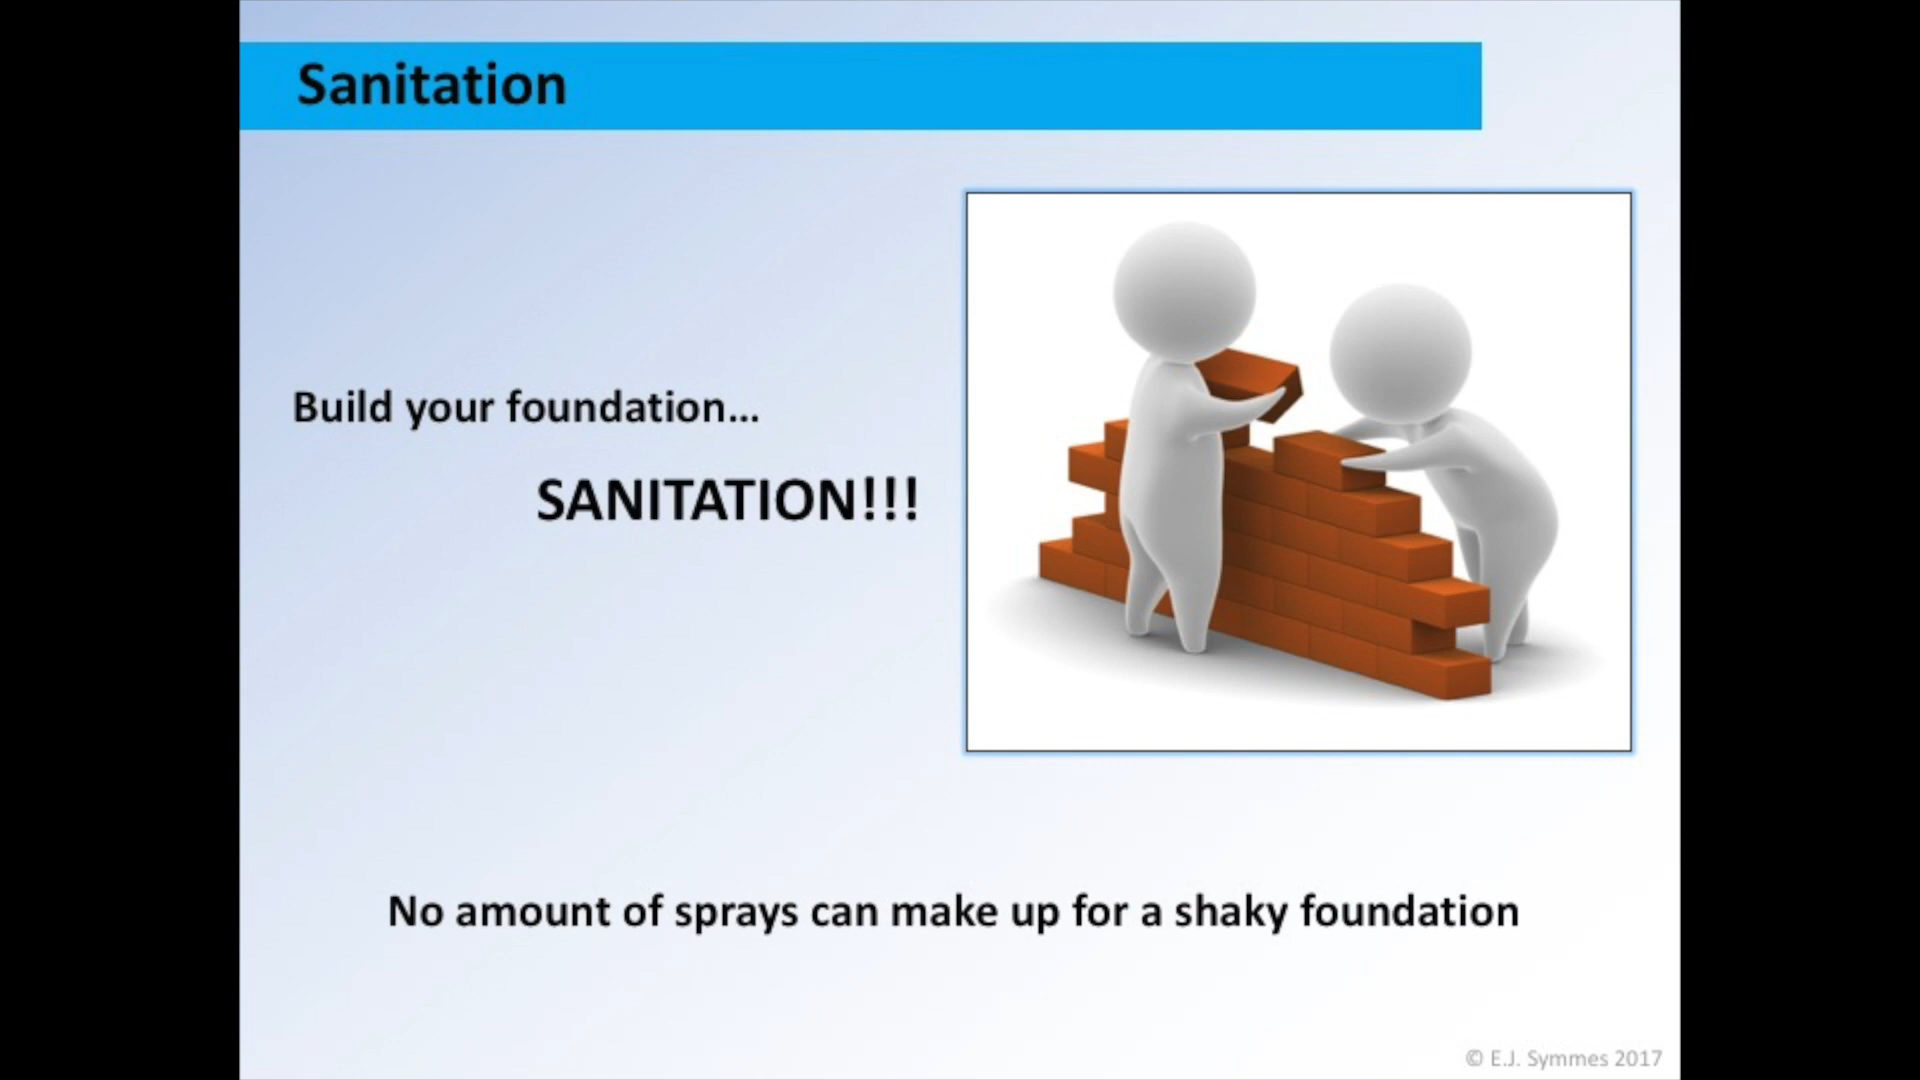 Sanitation
Build your foundation...
SANITATION!!!
No amount of sprays can make up for a shaky foundation
© E.J. Symmes 2017